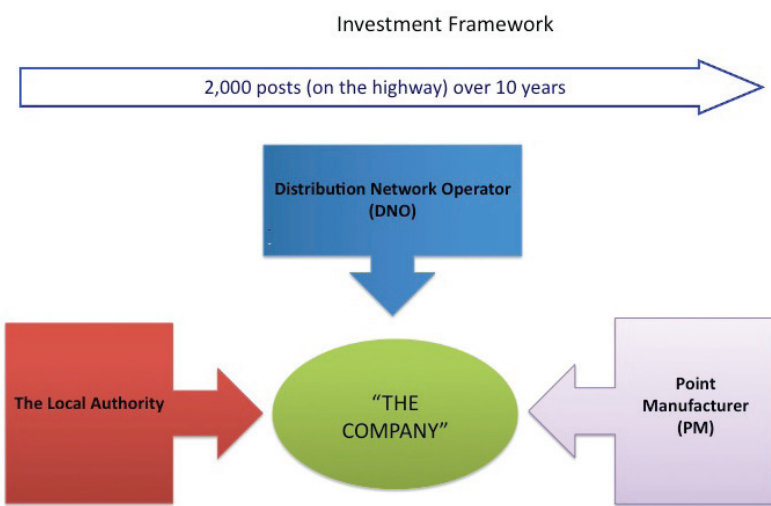 Investment Framework
2,000 posts (on the highway) over 10 years
Distribution Network Operator
(DNO)
The Local Authority
“THE
COMPANY”
Point
Manufacturer
(PM)